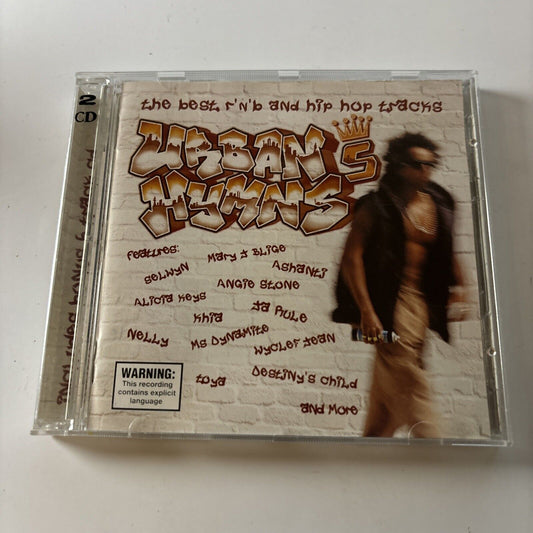 2
CD
the best r'n'b and hip hop tracks
URBAN'S
HYMNS
features:
Mary J Blige
Selwyn
Ashanti
Angie Stone
Alicia Keys
Ja Rule
Khia
Nelly
Ms Dynamite
Wyclef Jean
Toya
Destiny's Child
and more
WARNING:
This recording
contains explicit
language